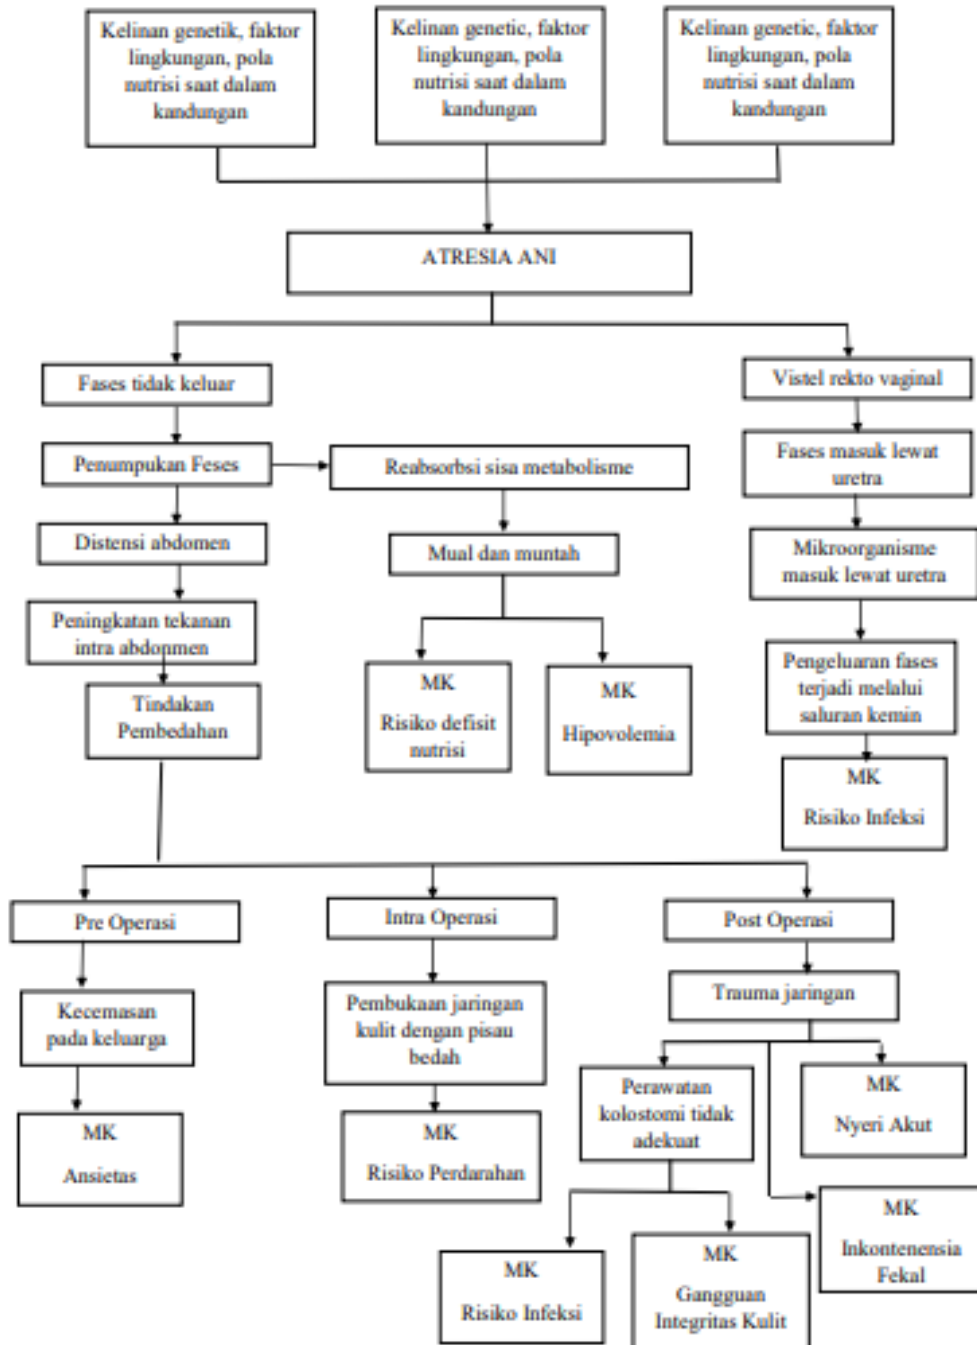 Kelinan genetik, faktor
lingkungan, pola
nutrisi saat dalam
kandungan
Kelinan genetic, faktor
lingkungan, pola
nutrisi saat dalam
kandungan
Kelinan genetic, faktor
lingkungan, pola
nutrisi saat dalam
kandungan
ATRESIA ANI
Fases tidak keluar
Vistel rekto vaginal
Penumpukan Feses
Reabsorbsi sisa metabolisme
Fases masuk lewat
uretra
Distensi abdomen
Mual dan muntah
Mikroorganisme
masuk lewat uretra
Peningkatan tekanan
intra abdonmen
MK
Risiko defisit
nutrisi
MK
Hipovolemia
Pengeluaran fases
terjadi melalui
saluran kemin
Tindakan
Pembedahan
MK
Risiko Infeksi
Pre Operasi
Intra Operasi
Post Operasi
Kecemasan
pada keluarga
Pembukaan jaringan
kulit dengan pisau
bedah
Trauma jaringan
Perawatan
kolostomi tidak
adekuat
MK
Nyeri Akut
MK
Ansietas
MK
Risiko Perdarahan
MK
Inkontenensia
Fekal
MK
Risiko Infeksi
MK
Gangguan
Integritas Kulit